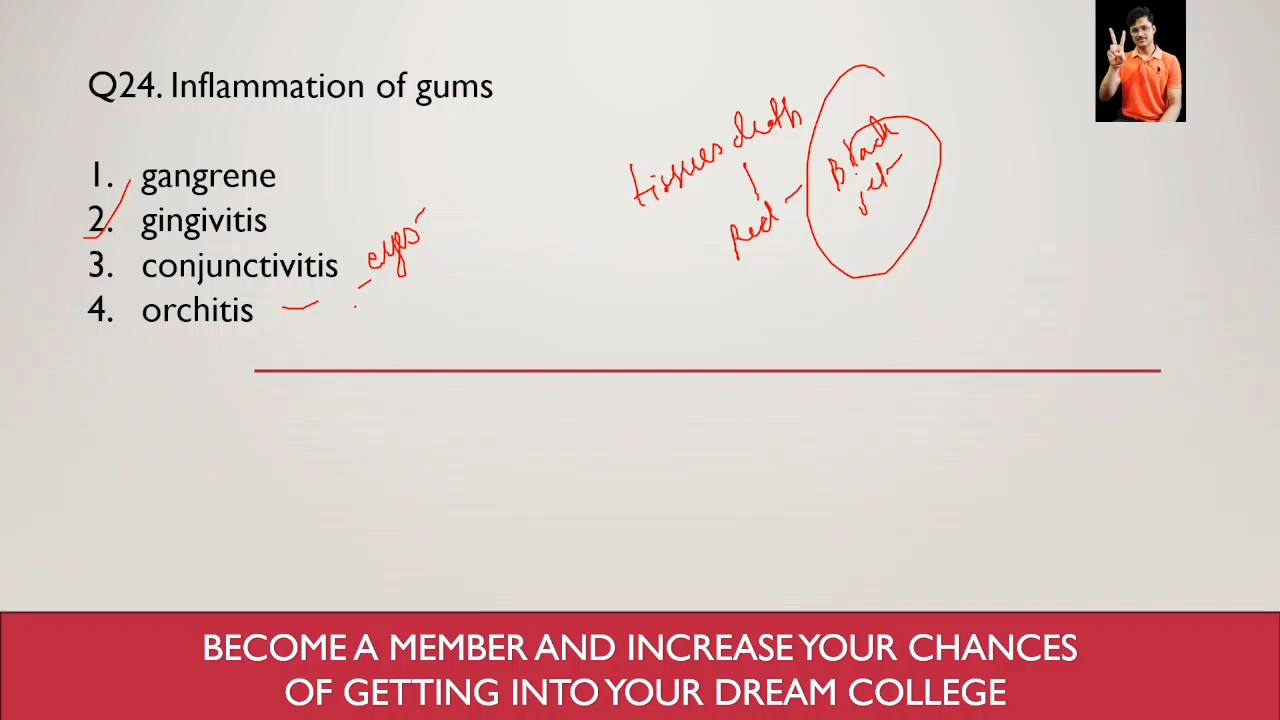 Q24. Inflammation of gums
1. gangrene
2. gingivitis
3. conjunctivitis
4. orchitis
eyes
tissues death
Red
Black
BECOME A MEMBER AND INCREASE YOUR CHANCES
OF GETTING INTO YOUR DREAM COLLEGE